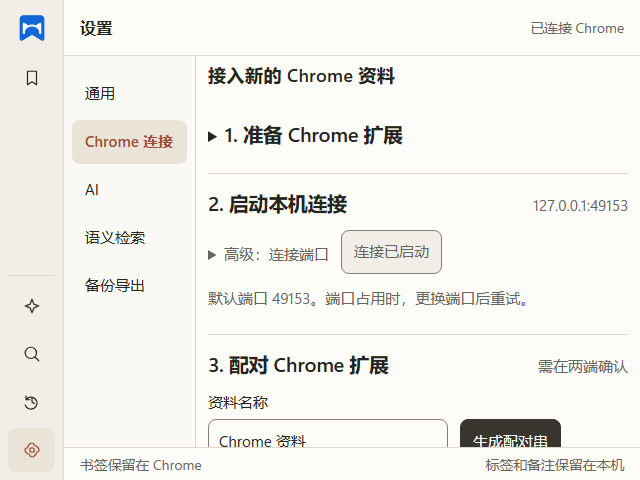 设置
已连接 Chrome
通用
Chrome 连接
AI
语义检索
备份导出
接入新的 Chrome 资料
1. 准备 Chrome 扩展
2. 启动本机连接
127.0.0.1:49153
高级：连接端口
连接已启动
默认端口 49153。端口占用时，更换端口后重试。
3. 配对 Chrome 扩展
需在两端确认
资料名称
Chrome 资料
生成配对串
书签保留在 Chrome
标签和备注保留在本机